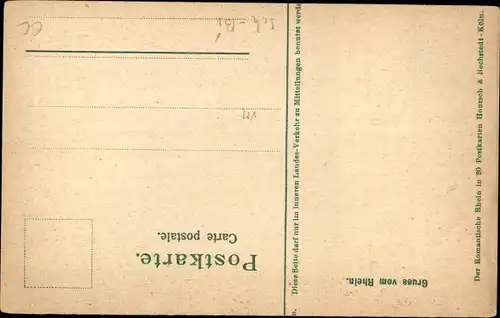 Postkarte.
Carte postale.
Gruss vom Rhein.
Diese Seite darf nur im inneren Landes-Verkehr zu Mitteilungen benutzt werde
n.
Der Romantische Rhein in 20 Postkarten Hoursch & Bechstedt - Köln.